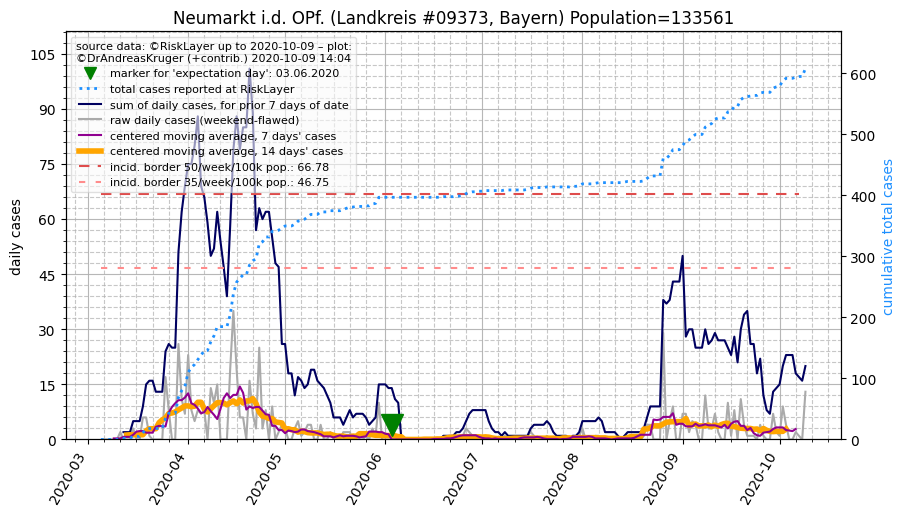 Neumarkt i.d. OPf. (Landkreis #09373, Bayern) Population=133561
source data: ©RiskLayer up to 2020-10-09 – plot:
©DrAndreasKruger (+contrib.) 2020-10-09 14:04
marker for 'expectation day': 03.06.2020
total cases reported at RiskLayer
sum of daily cases, for prior 7 days of date
raw daily cases (weekend-flawed)
centered moving average, 7 days' cases
centered moving average, 14 days' cases
incid. border 50/week/100k pop.: 66.78
incid. border 35/week/100k pop.: 46.75
daily cases
105
90
75
60
45
30
15
0
cumulative total cases
600
500
400
300
200
100
0
2020-03
2020-04
2020-05
2020-06
2020-07
2020-08
2020-09
2020-10